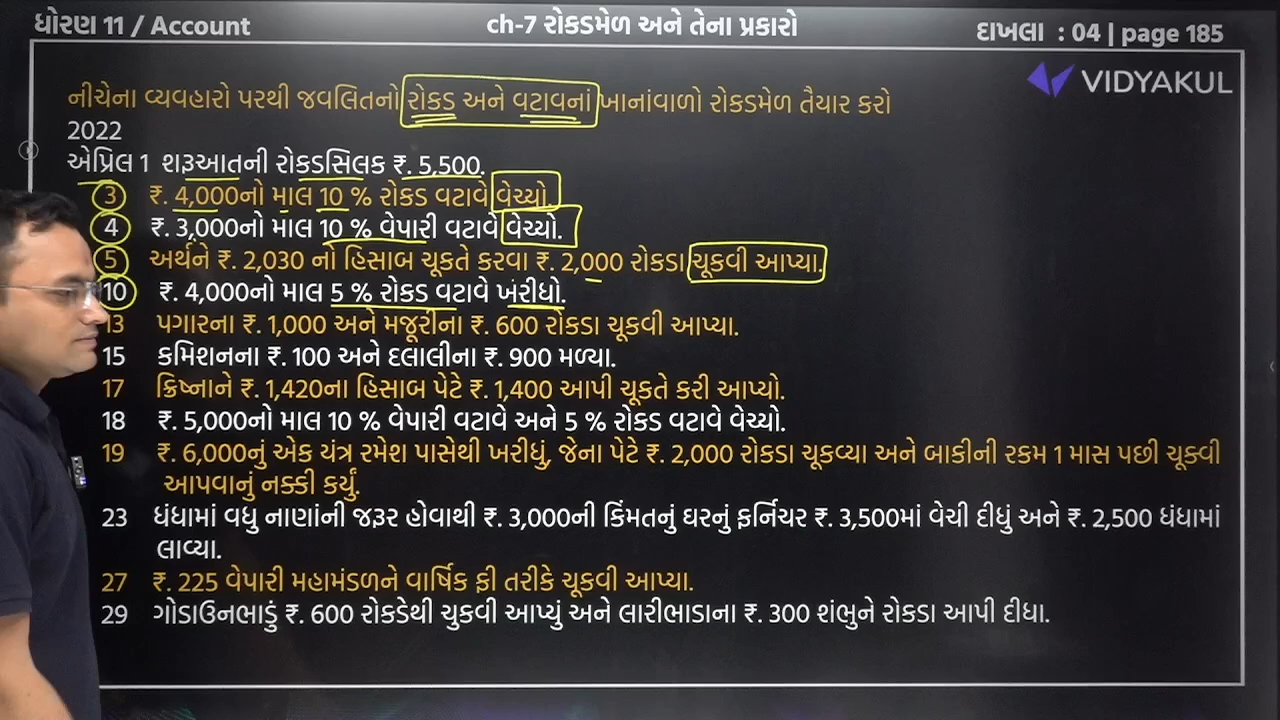 ધોરણ 11 / Account
ch-7 રોકડમેળ અને તેના પ્રકારો
દાખલા : 04 | page 185
VIDYAKUL
નીચેના વ્યવહારો પરથી જવલિતનો રોકડ અને વટાવનાં ખાનાંવાળો રોકડમેળ તૈયાર કરો
2022
એપ્રિલ 1 શરૂઆતની રોકડસિલક ₹. 5,500.
3 ₹. 4,000નો માલ 10 % રોકડ વટાવે વેચ્યો.
4 ₹. 3,000નો માલ 10 % વેપારી વટાવે વેચ્યો.
5 અર્થને ₹. 2,030 નો હિસાબ ચૂકતે કરવા ₹. 2,000 રોકડા ચૂકવી આપ્યા.
10 ₹. 4,000નો માલ 5 % રોકડ વટાવે ખરીધો.
13 પગારના ₹. 1,000 અને મજૂરીના ₹. 600 રોકડા ચૂકવી આપ્યા.
15 કમિશનના ₹. 100 અને દલાલીના ₹. 900 મળ્યા.
17 ક્રિષ્નાને ₹. 1,420ના હિસાબ પેટે ₹. 1,400 આપી ચૂકતે કરી આપ્યો.
18 ₹. 5,000નો માલ 10 % વેપારી વટાવે અને 5 % રોકડ વટાવે વેચ્યો.
19 ₹. 6,000નું એક યંત્ર રમેશ પાસેથી ખરીધું, જેના પેટે ₹. 2,000 રોકડા ચૂકવ્યા અને બાકીની રકમ 1 માસ પછી ચૂકવી
આપવાનું નક્કી કર્યું.
23 ધંધામાં વધુ નાણાંની જરૂર હોવાથી ₹. 3,000ની કિંમતનું ઘરનું ફર્નિચર ₹. 3,500માં વેચી દીધું અને ₹. 2,500 ધંધામાં
લાવ્યા.
27 ₹. 225 વેપારી મહામંડળને વાર્ષિક ફી તરીકે ચૂકવી આપ્યા.
29 ગોડાઉનભાડું ₹. 600 રોકડેથી ચુકવી આપ્યું અને લારીભાડાના ₹. 300 શંભુને રોકડા આપી દીધા.